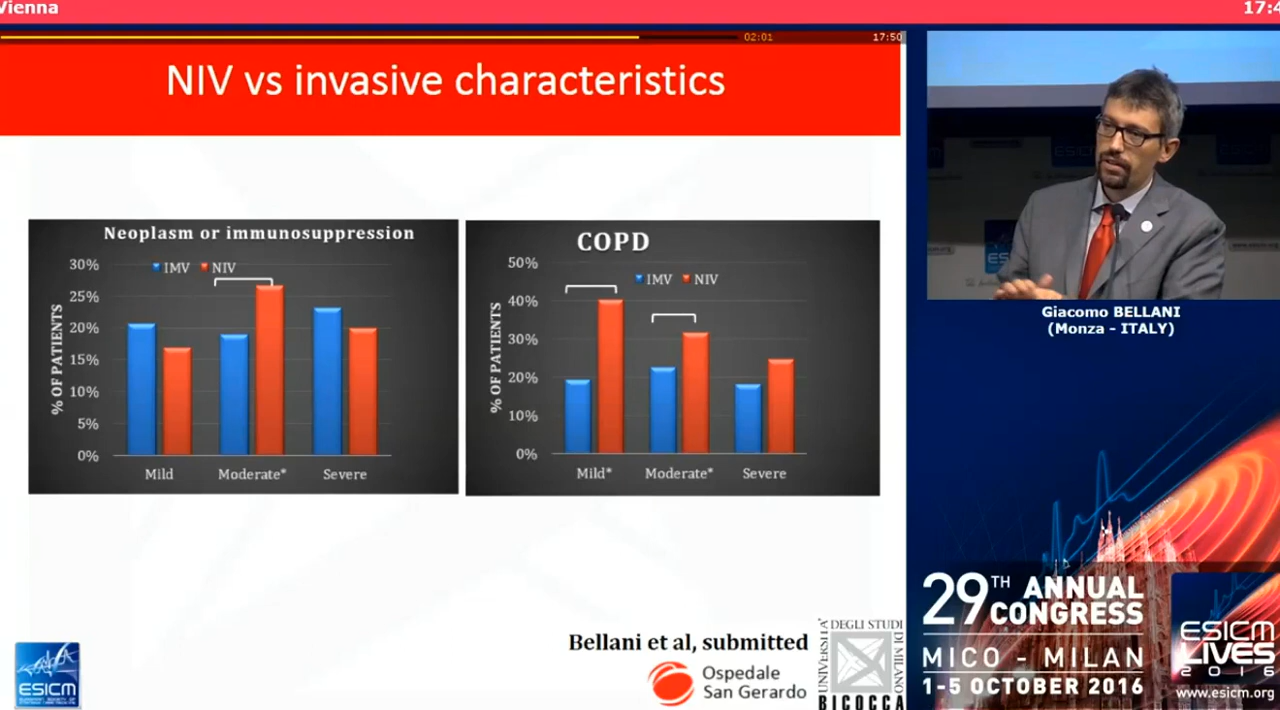 Vienna
17:4
02:01
17:50
NIV vs invasive characteristics
Neoplasm or immunosuppression
IMV
NIV
% OF PATIENTS
30%
25%
20%
15%
10%
5%
0%
Mild
Moderate*
Severe
COPD
IMV
NIV
% OF PATIENTS
50%
40%
30%
20%
10%
0%
Mild*
Moderate*
Severe
Giacomo BELLANI
(Monza - ITALY)
Bellani et al, submitted
Ospedale
San Gerardo
UNIVERSITA'
DEGLI STUDI
DI MILANO
BICOCCA
ESICM
29TH ANNUAL
CONGRESS
MICO - MILAN
1-5 OCTOBER 2016
ESICM
LIVES
2016
www.esicm.org